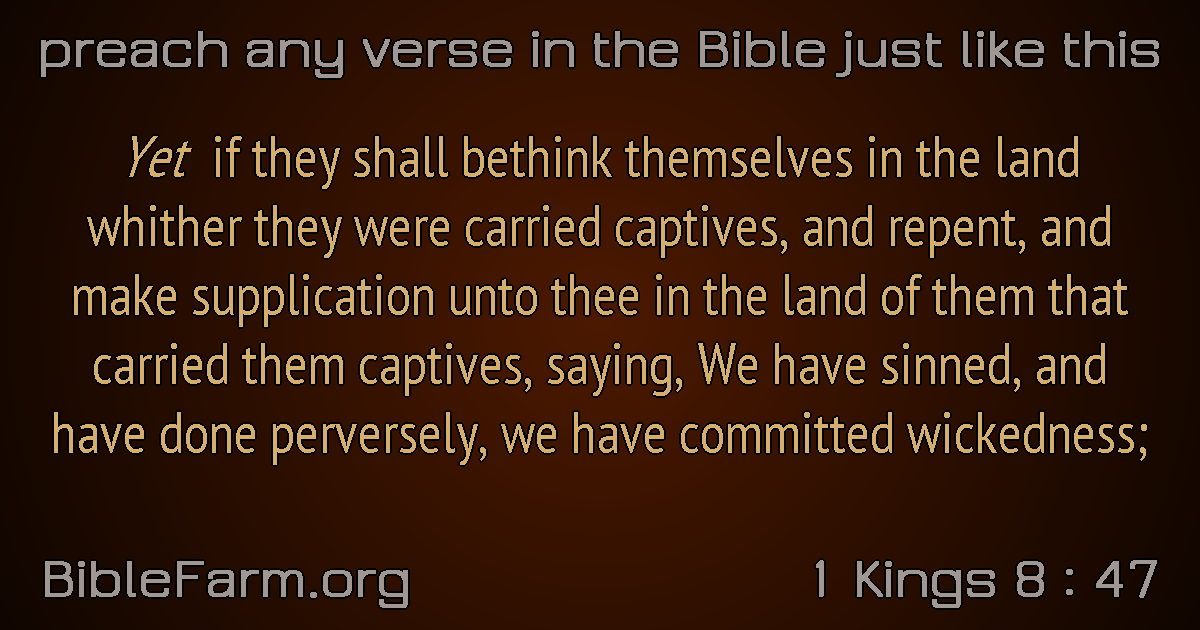 preach any verse in the Bible just like this
Yet if they shall bethink themselves in the land
whither they were carried captives, and repent, and
make supplication unto thee in the land of them that
carried them captives, saying, We have sinned, and
have done perversely, we have committed wickedness;
BibleFarm.org
1 Kings 8 : 47